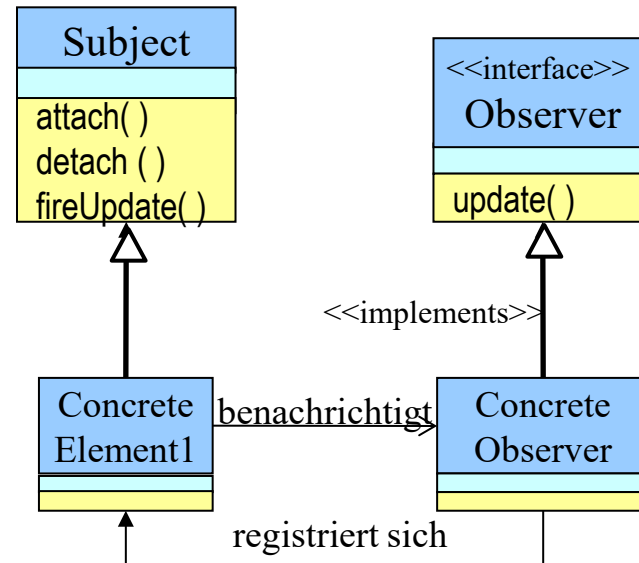 Subject
attach( )
detach ( )
fireUpdate( )
<<interface>>
Observer
update( )
<<implements>>
Concrete
Element1
benachrichtigt
Concrete
Observer
registriert sich